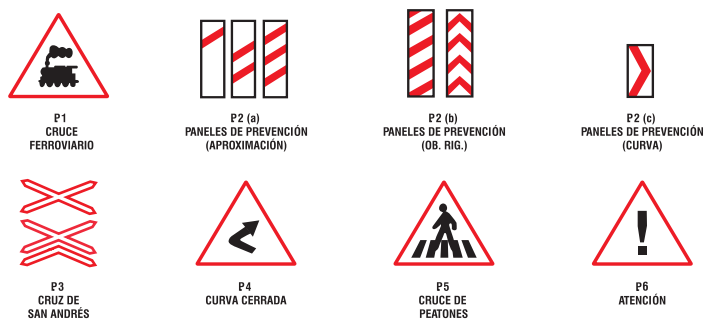 P1
CRUCE
FERROVIARIO
P2 (a)
PANELES DE PREVENCIÓN
(APROXIMACIÓN)
P2 (b)
PANELES DE PREVENCIÓN
(OB. RIG.)
P2 (c)
PANELES DE PREVENCIÓN
(CURVA)
P3
CRUZ DE
SAN ANDRÉS
P4
CURVA CERRADA
P5
CRUCE DE
PEATONES
P6
ATENCIÓN